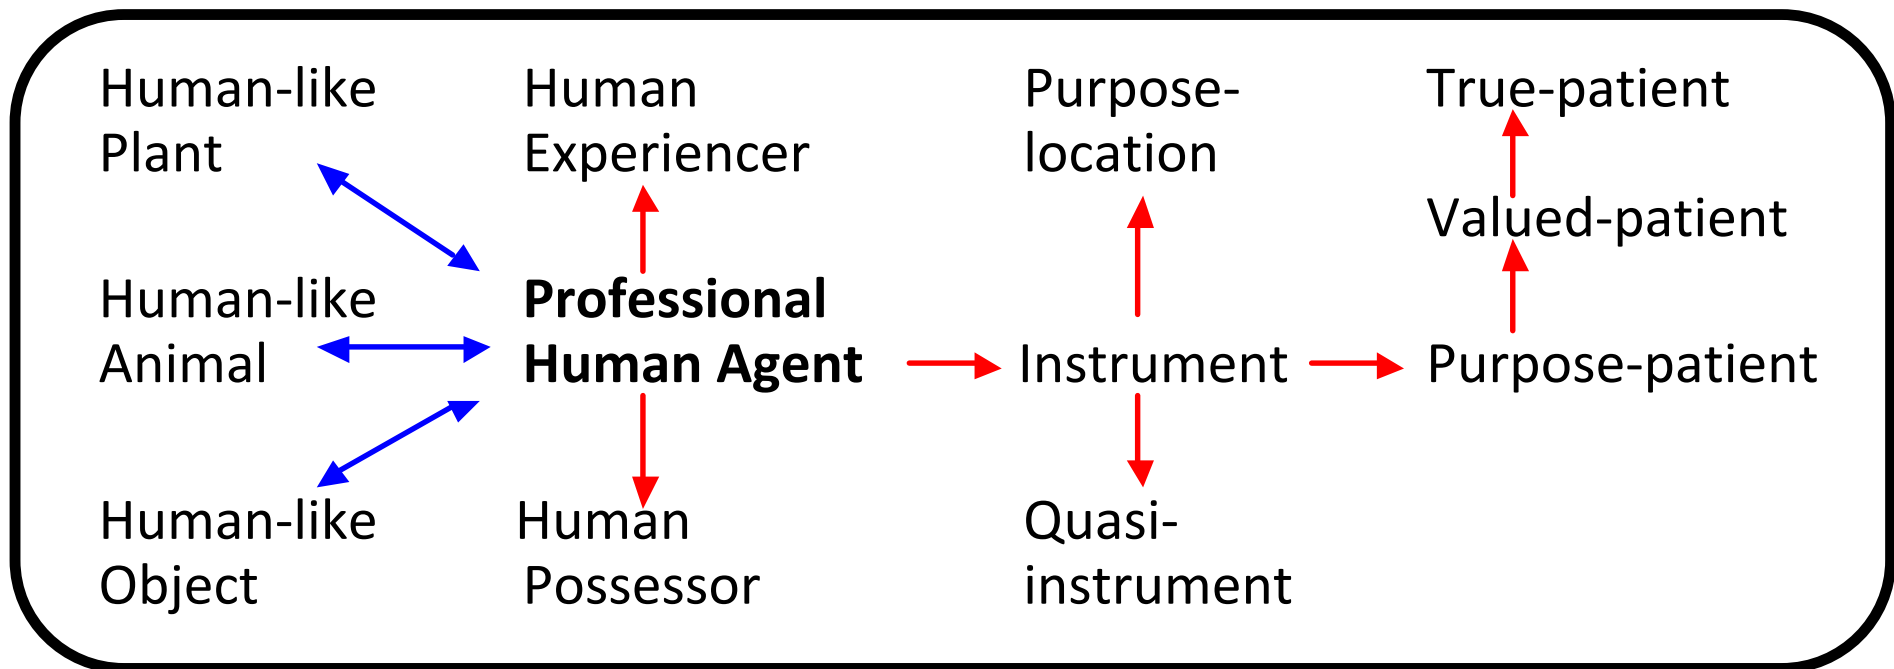 Human-like
Plant
Human
Experiencer
Purpose-
location
True-patient
Valued-patient
Human-like
Animal
Professional
Human Agent
Instrument
Purpose-patient
Human-like
Object
Human
Possessor
Quasi-
instrument